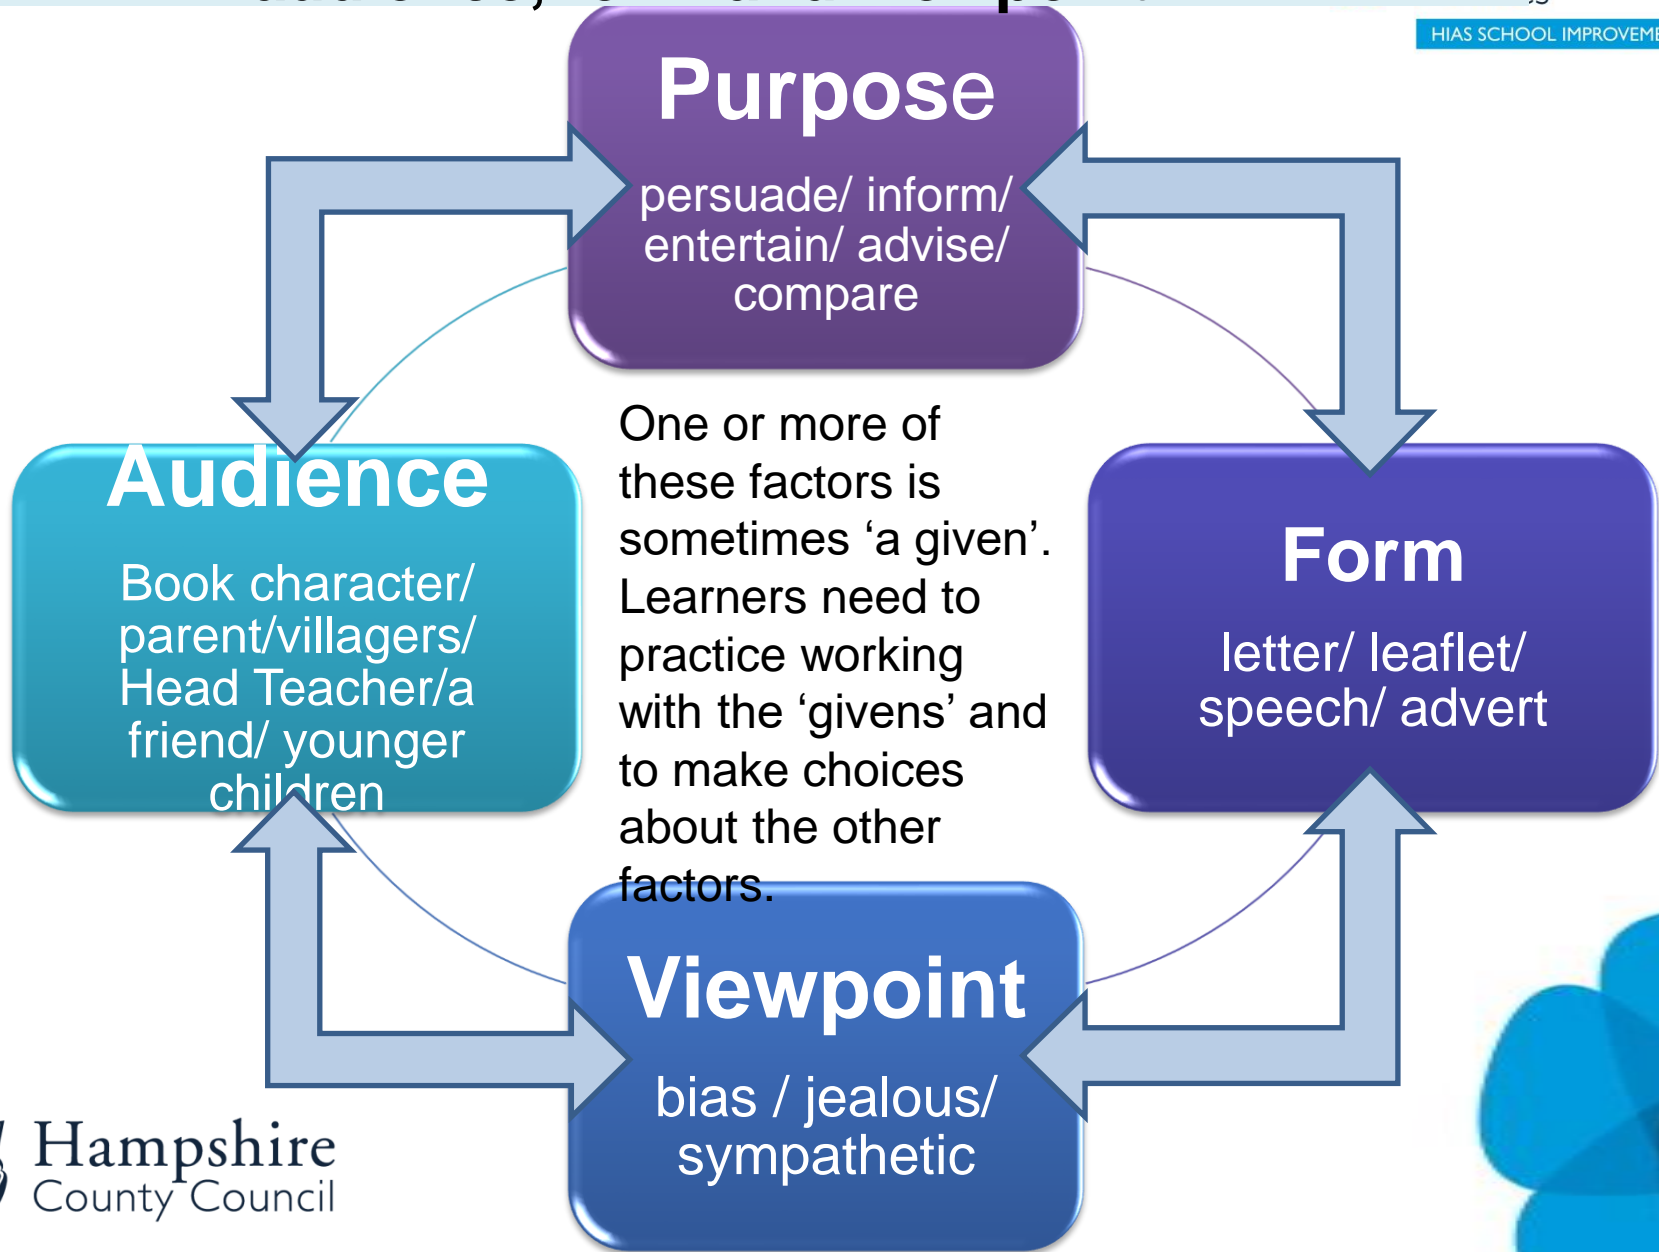 HIAS SCHOOL IMPROVEME
Purpose
persuade/ inform/
entertain/ advise/
compare
Audience
Book character/
parent/villagers/
Head Teacher/a
friend/ younger
children
One or more of
these factors is
sometimes ‘a given’.
Learners need to
practice working
with the ‘givens’ and
to make choices
about the other
factors.
Form
letter/ leaflet/
speech/ advert
Viewpoint
bias / jealous/
sympathetic
Hampshire
County Council